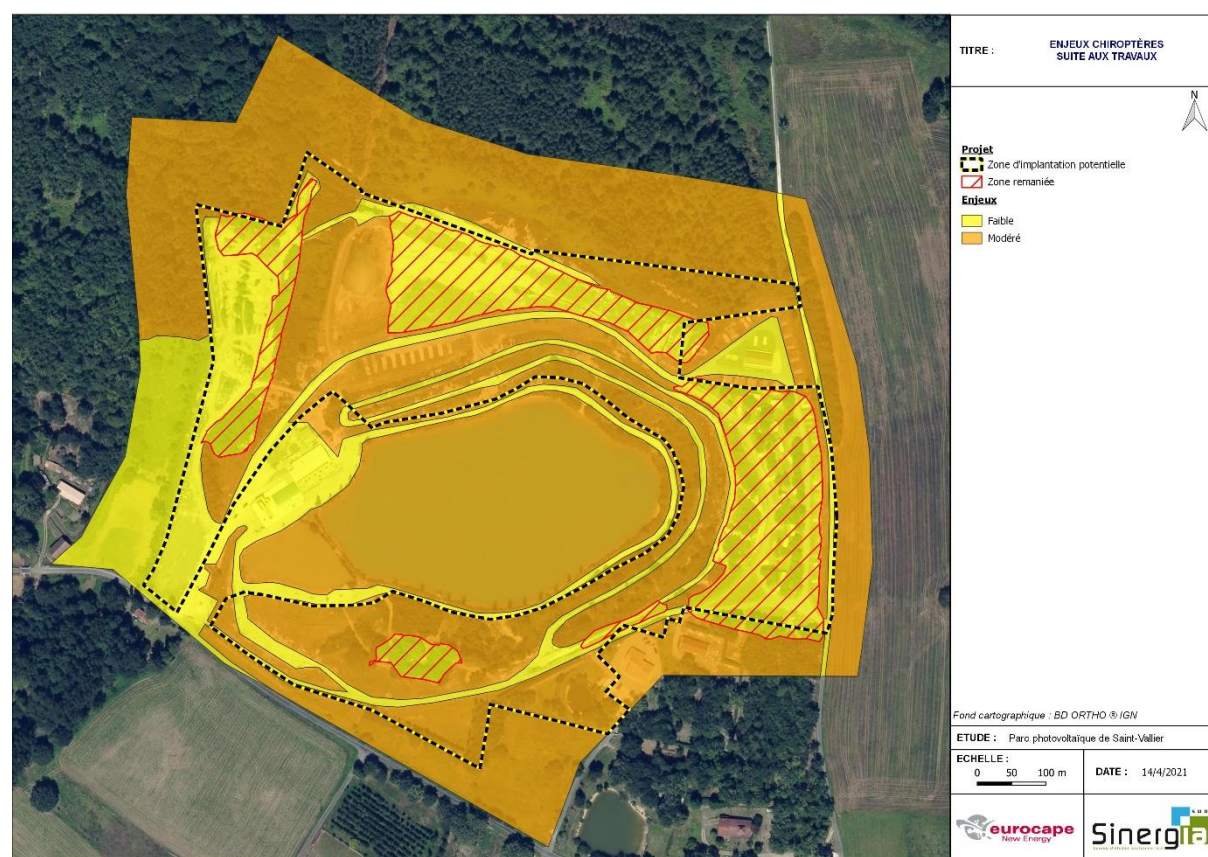 TITRE :
ENJEUX CHIROPTÈRES
SUITE AUX TRAVAUX
N
Projet
Zone d'implantation potentielle
Zone remaniée
Enjeux
Faible
Modéré
Fond cartographique : BD ORTHO ® IGN
ETUDE : Parc photovoltaïque de Saint-Vallier
ECHELLE :
0 50 100 m
DATE : 14/4/2021
eurocape
New Energy
SUD
Sinergia